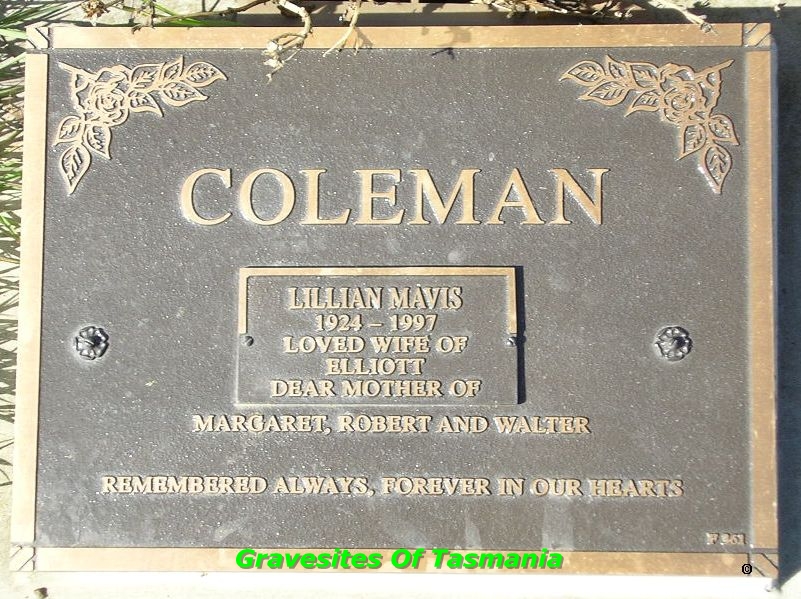 COLEMAN
LILLIAN MAVIS
1924 – 1997
LOVED WIFE OF
ELLIOTT
DEAR MOTHER OF
MARGARET, ROBERT AND WALTER
REMEMBERED ALWAYS, FOREVER IN OUR HEARTS
Gravesites Of Tasmania
©